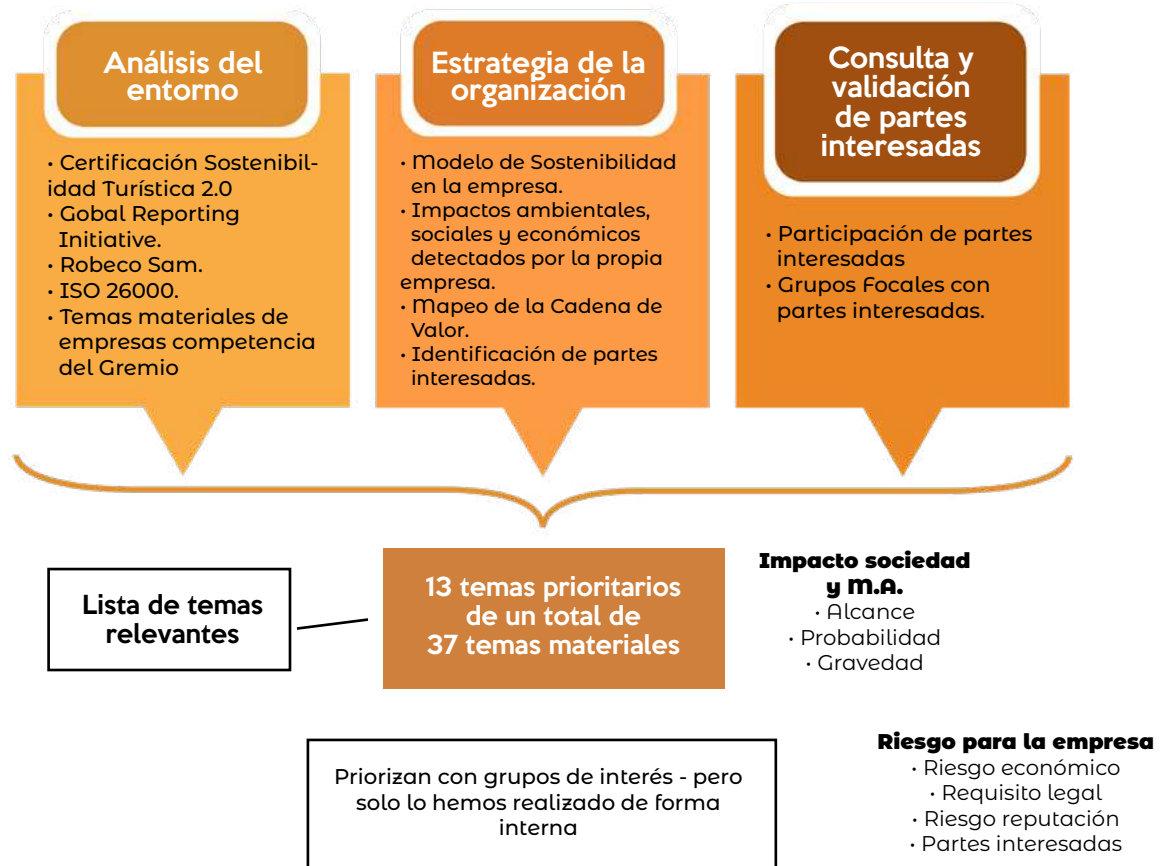 Análisis del
entorno
· Certificación Sostenibil-
idad Turística 2.0
· Gobal Reporting
Initiative.
· Robeco Sam.
· ISO 26000.
· Temas materiales de
empresas competencia
del Gremio
Estrategia de la
organización
· Modelo de Sostenibilidad
en la empresa.
· Impactos ambientales,
sociales y económicos
detectados por la propia
empresa.
· Mapeo de la Cadena de
Valor.
· Identificación de partes
interesadas.
Consulta y
validación
de partes
interesadas
· Participación de partes
interesadas
· Grupos Focales con
partes interesadas.
Lista de temas
relevantes
13 temas prioritarios
de un total de
37 temas materiales
Impacto sociedad
y M.A.
· Alcance
· Probabilidad
· Gravedad
Priorizan con grupos de interés - pero
solo lo hemos realizado de forma
interna
Riesgo para la empresa
· Riesgo económico
· Requisito legal
· Riesgo reputación
· Partes interesadas